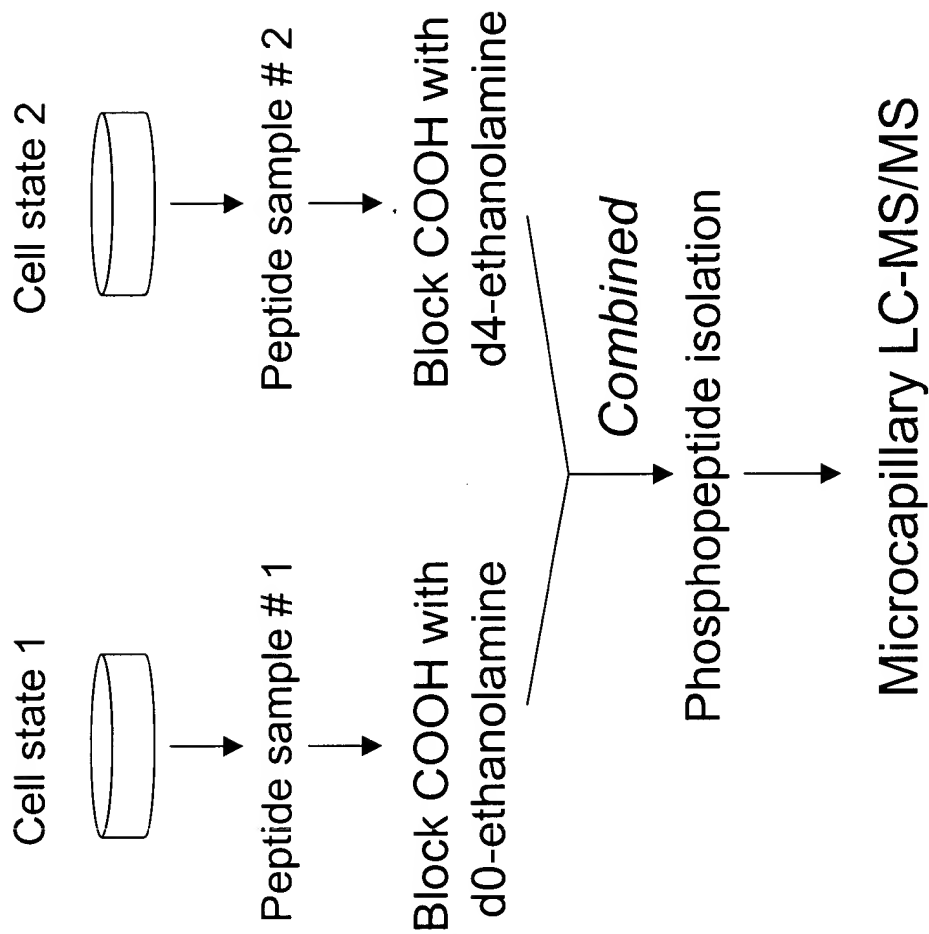 Cell state 1
Peptide sample # 1
Block COOH with
d0-ethanolamine
Cell state 2
Peptide sample # 2
Block COOH with
d4-ethanolamine
Combined
Phosphopeptide isolation
Microcapillary LC-MS/MS